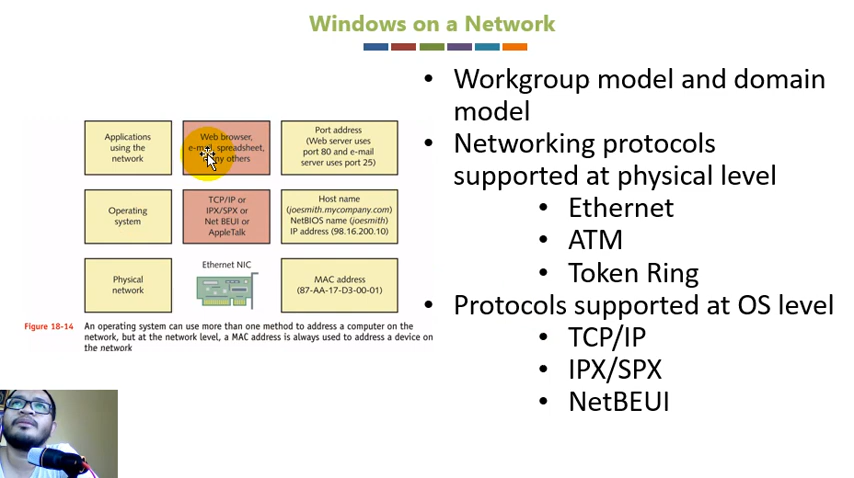 Windows on a Network
Applications
using the
network
Web browser,
e-mail, spreadsheet,
many others
Port address
(Web server uses
port 80 and e-mail
server uses port 25)
Operating
system
TCP/IP or
IPX/SPX or
Net BEUI or
AppleTalk
Host name
(joesmith.mycompany.com)
NetBIOS name (joesmith)
IP address (98.16.200.10)
Physical
network
Ethernet NIC
MAC address
(87-AA-17-D3-00-01)
Figure 18-14 An operating system can use more than one method to address a computer on the
network, but at the network level, a MAC address is always used to address a device on
the network
• Workgroup model and domain
model
• Networking protocols
supported at physical level
• Ethernet
• ATM
• Token Ring
• Protocols supported at OS level
• TCP/IP
• IPX/SPX
• NetBEUI